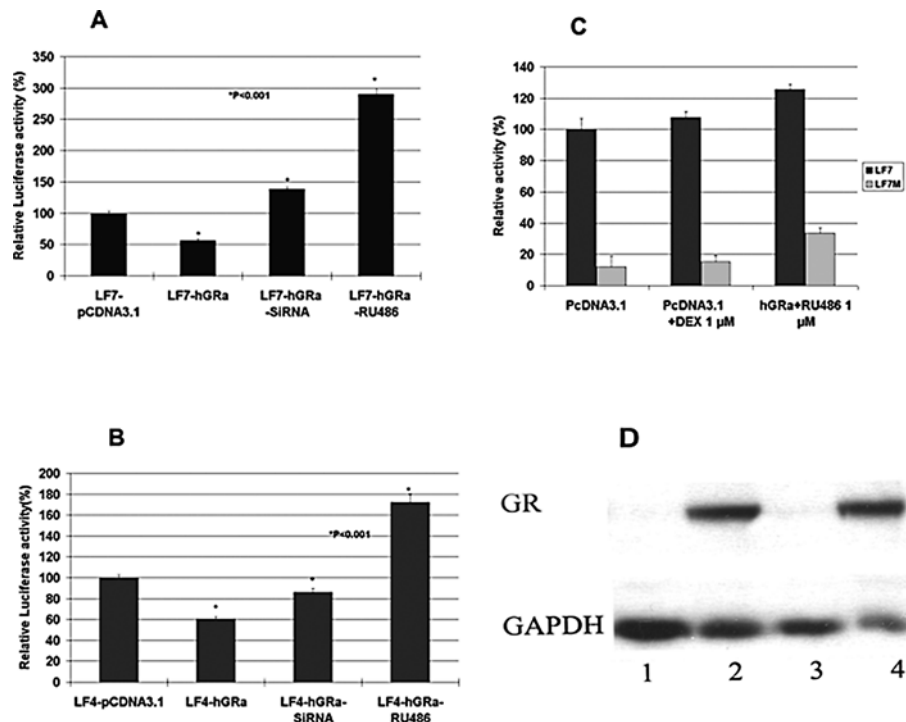 A
Relative Luciferase activity (%)
350
300
250
200
150
100
50
0
*P<0.001
*
*
*
LF7-
pCDNA3.1
LF7-hGRa
LF7-hGRa
-SiRNA
LF7-hGRa
-RU486
C
Relative activity (%)
140
120
100
80
60
40
20
0
LF7
LF7M
PcDNA3.1
PcDNA3.1
+DEX 1 µM
hGRa+RU486 1
µM
B
Relative Luciferase activity(%)
200
180
160
140
120
100
80
60
40
20
0
*P<0.001
*
*
*
LF4-pCDNA3.1
LF4-hGRa
LF4-hGRa-
SiRNA
LF4-hGRa-
RU486
D
GR
GAPDH
1 2 3 4